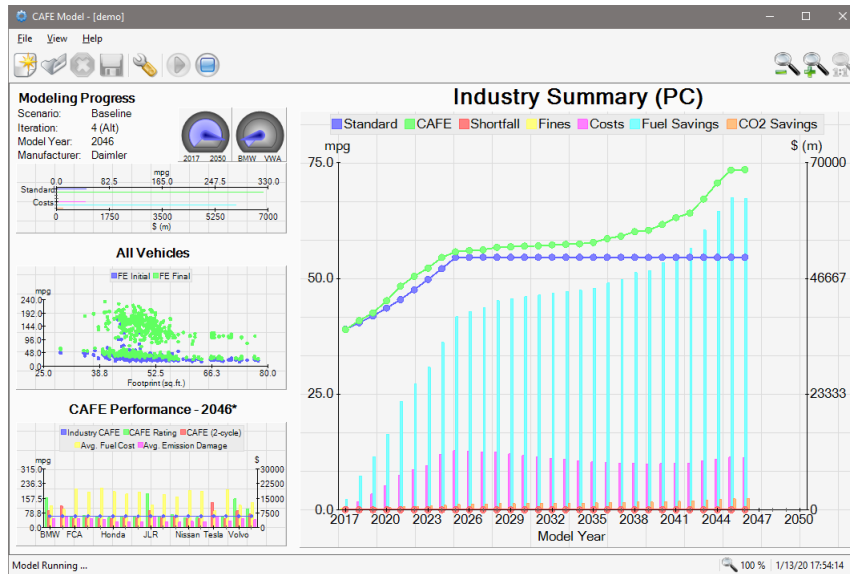 CAFE Model - [demo]
File View Help
Modeling Progress
Scenario: Baseline
Iteration: 4 (Alt)
Model Year: 2046
Manufacturer: Daimler
2017 2050 BMW VWA
mpg
0.0 82.5 165.0 247.5 330.0
Standard
Costs
0 1750 3500 5250 7000
$ (m)
All Vehicles
FE Initial FE Final
mpg
240.0
192.0
144.0
96.0
48.0
0.0
25.0 38.8 52.5 66.3 80.0
Footprint (sq.ft.)
CAFE Performance - 2046*
Industry CAFE CAFE Rating CAFE (2-cycle)
Avg. Fuel Cost Avg. Emission Damage
mpg $
315.0 30000
236.3 22500
157.5 15000
78.8 7500
0.0 0
BMW FCA Honda JLR Nissan Tesla Volvo
Industry Summary (PC)
Standard CAFE Shortfall Fines Costs Fuel Savings CO2 Savings
mpg $ (m)
75.0 70000
50.0 46667
25.0 23333
0.0 0
2017 2020 2023 2026 2029 2032 2035 2038 2041 2044 2047 2050
Model Year
Model Running ... 100 % 1/13/20 17:54:14